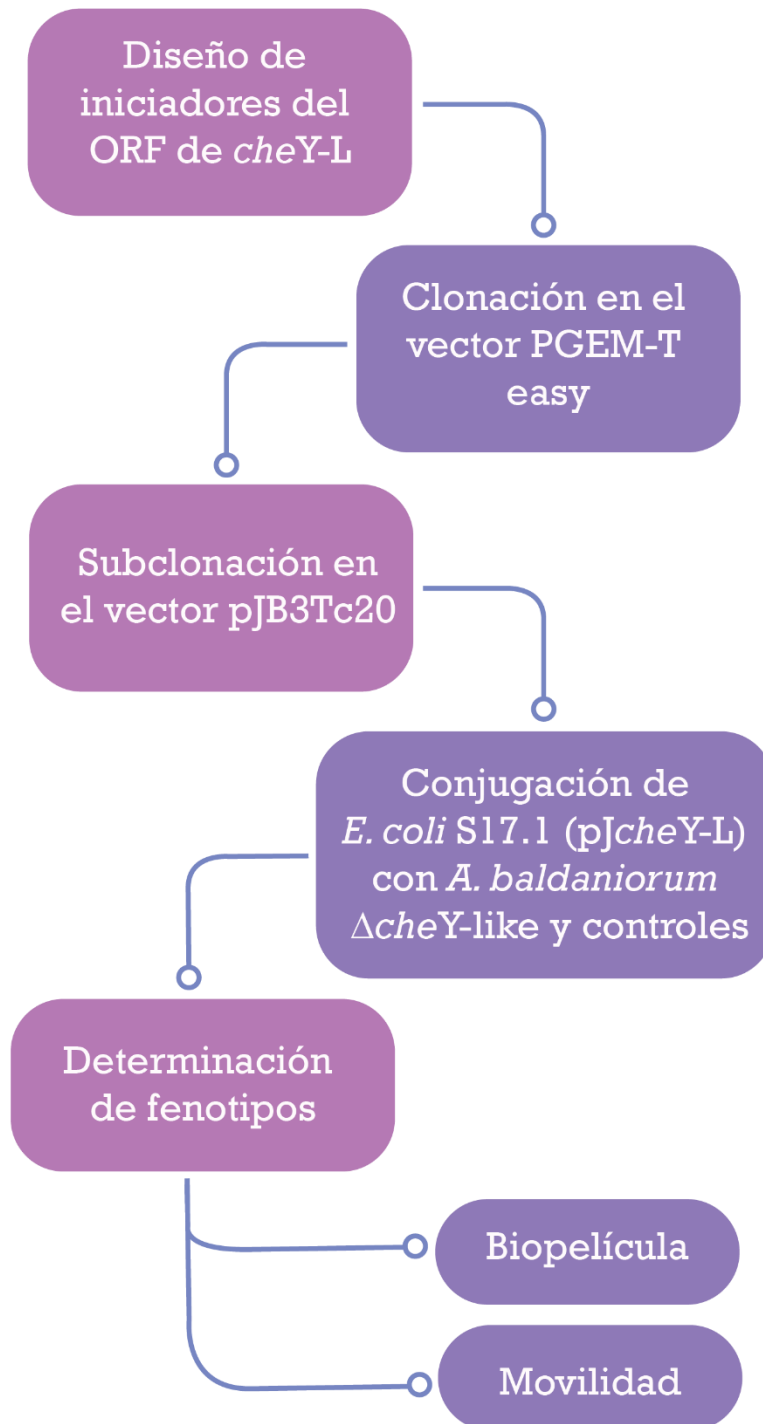 Diseño de
iniciadores del
ORF de cheY-L
Clonación en el
vector PGEM-T
easy
Subclonación en
el vector pJB3Tc20
Conjugación de
E. coli S17.1 (pJcheY-L)
con A. baldaniorum
∆cheY-like y controles
Determinación
de fenotipos
Biopelícula
Movilidad